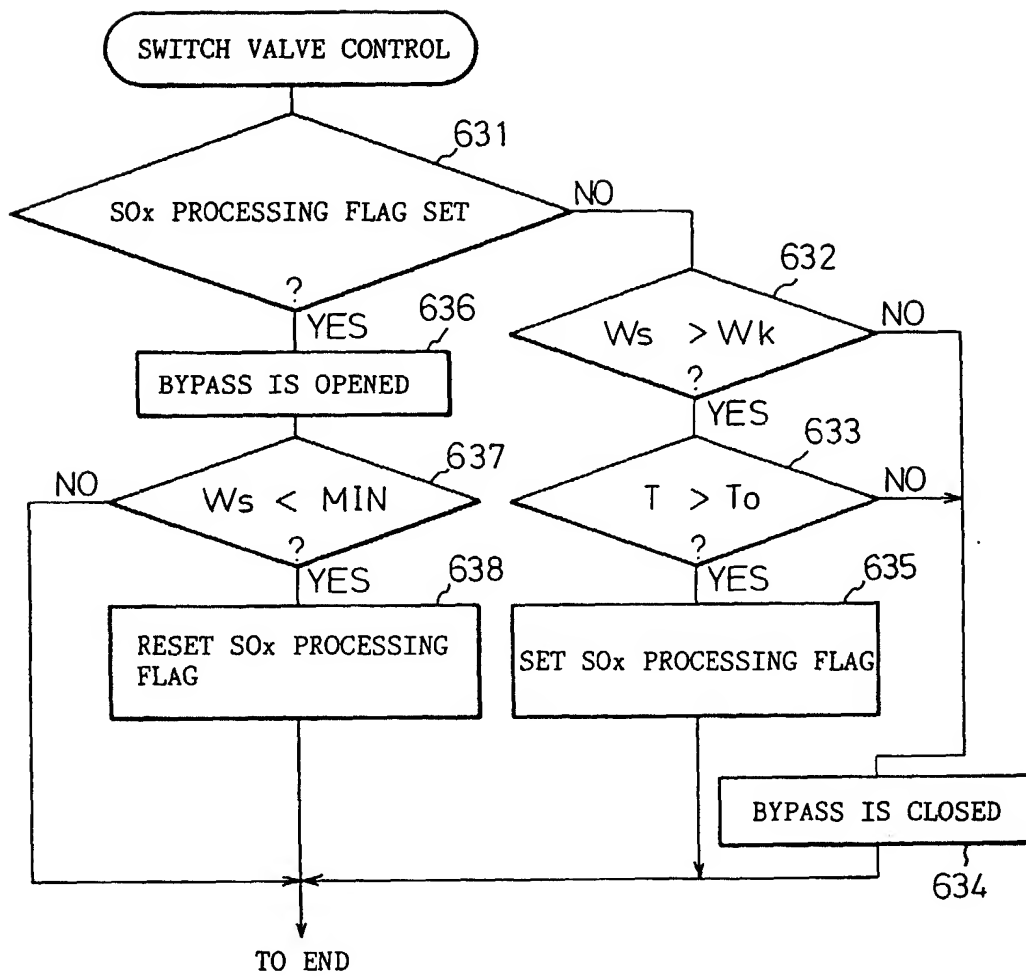 SWITCH VALVE CONTROL
631
SOx PROCESSING FLAG SET
?
NO
YES
636
632
Ws > Wk
?
NO
YES
BYPASS IS OPENED
637
Ws < MIN
?
NO
YES
633
T > To
?
NO
YES
638
RESET SOx PROCESSING
FLAG
635
SET SOx PROCESSING FLAG
BYPASS IS CLOSED
634
TO END